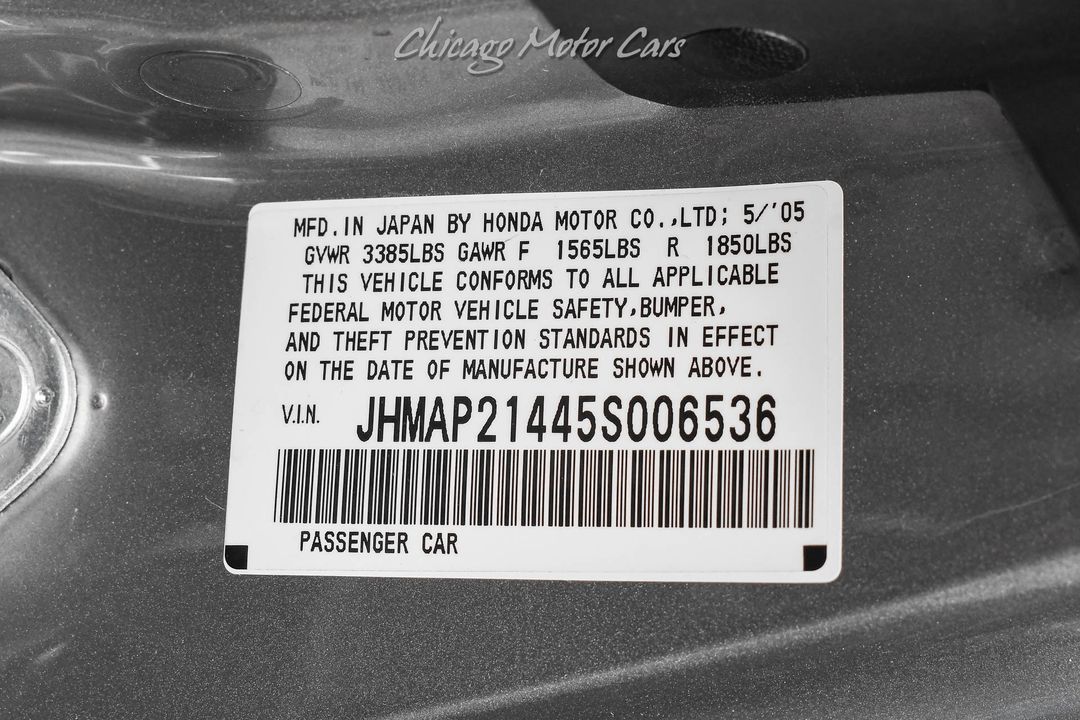 Chicago Motor Cars
MFD. IN JAPAN BY HONDA MOTOR CO.,LTD; 5/'05
GVWR 3385LBS GAWR F 1565LBS R 1850LBS
THIS VEHICLE CONFORMS TO ALL APPLICABLE
FEDERAL MOTOR VEHICLE SAFETY,BUMPER,
AND THEFT PREVENTION STANDARDS IN EFFECT
ON THE DATE OF MANUFACTURE SHOWN ABOVE.
V.I.N. JHMAP21445S006536
PASSENGER CAR